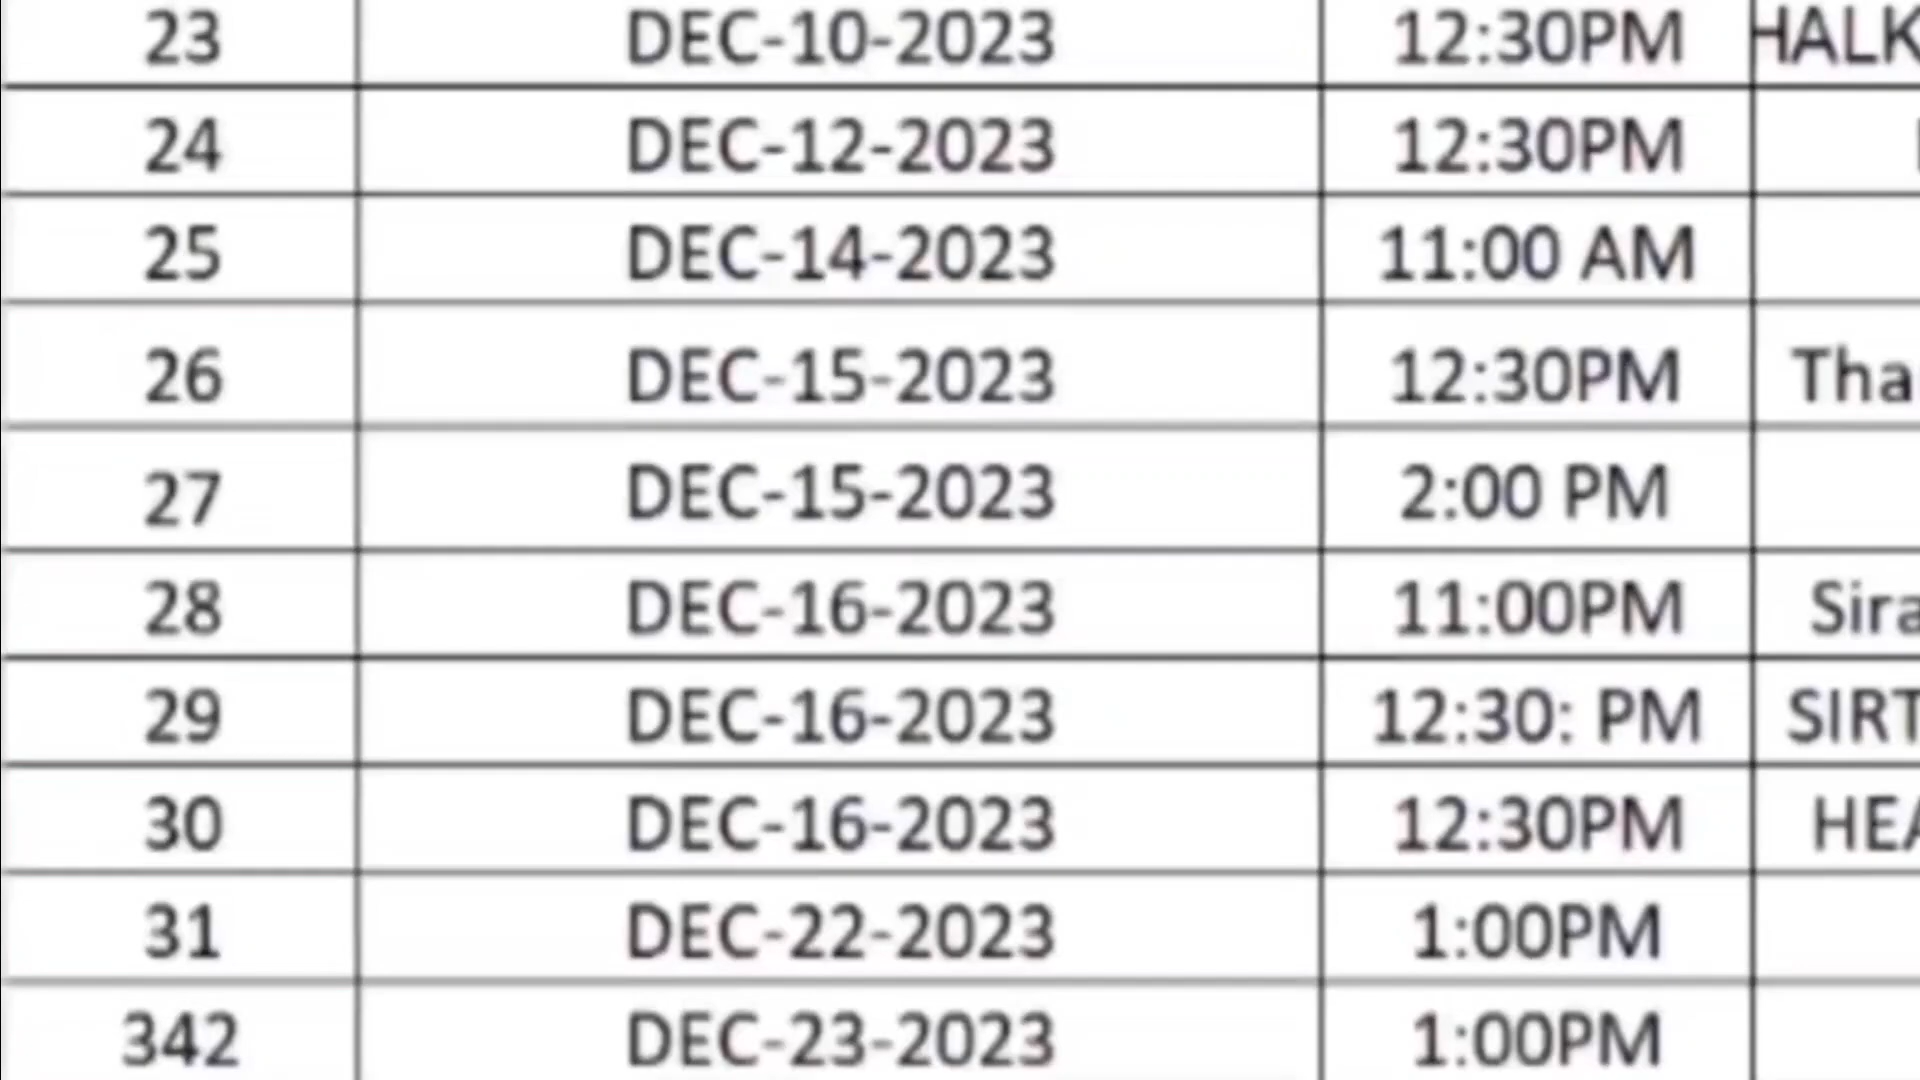 23 DEC-10-2023 12:30PM HALK
24 DEC-12-2023 12:30PM
25 DEC-14-2023 11:00 AM
26 DEC-15-2023 12:30PM Tha
27 DEC-15-2023 2:00 PM
28 DEC-16-2023 11:00PM Sira
29 DEC-16-2023 12:30: PM SIRT
30 DEC-16-2023 12:30PM HEA
31 DEC-22-2023 1:00PM
342 DEC-23-2023 1:00PM